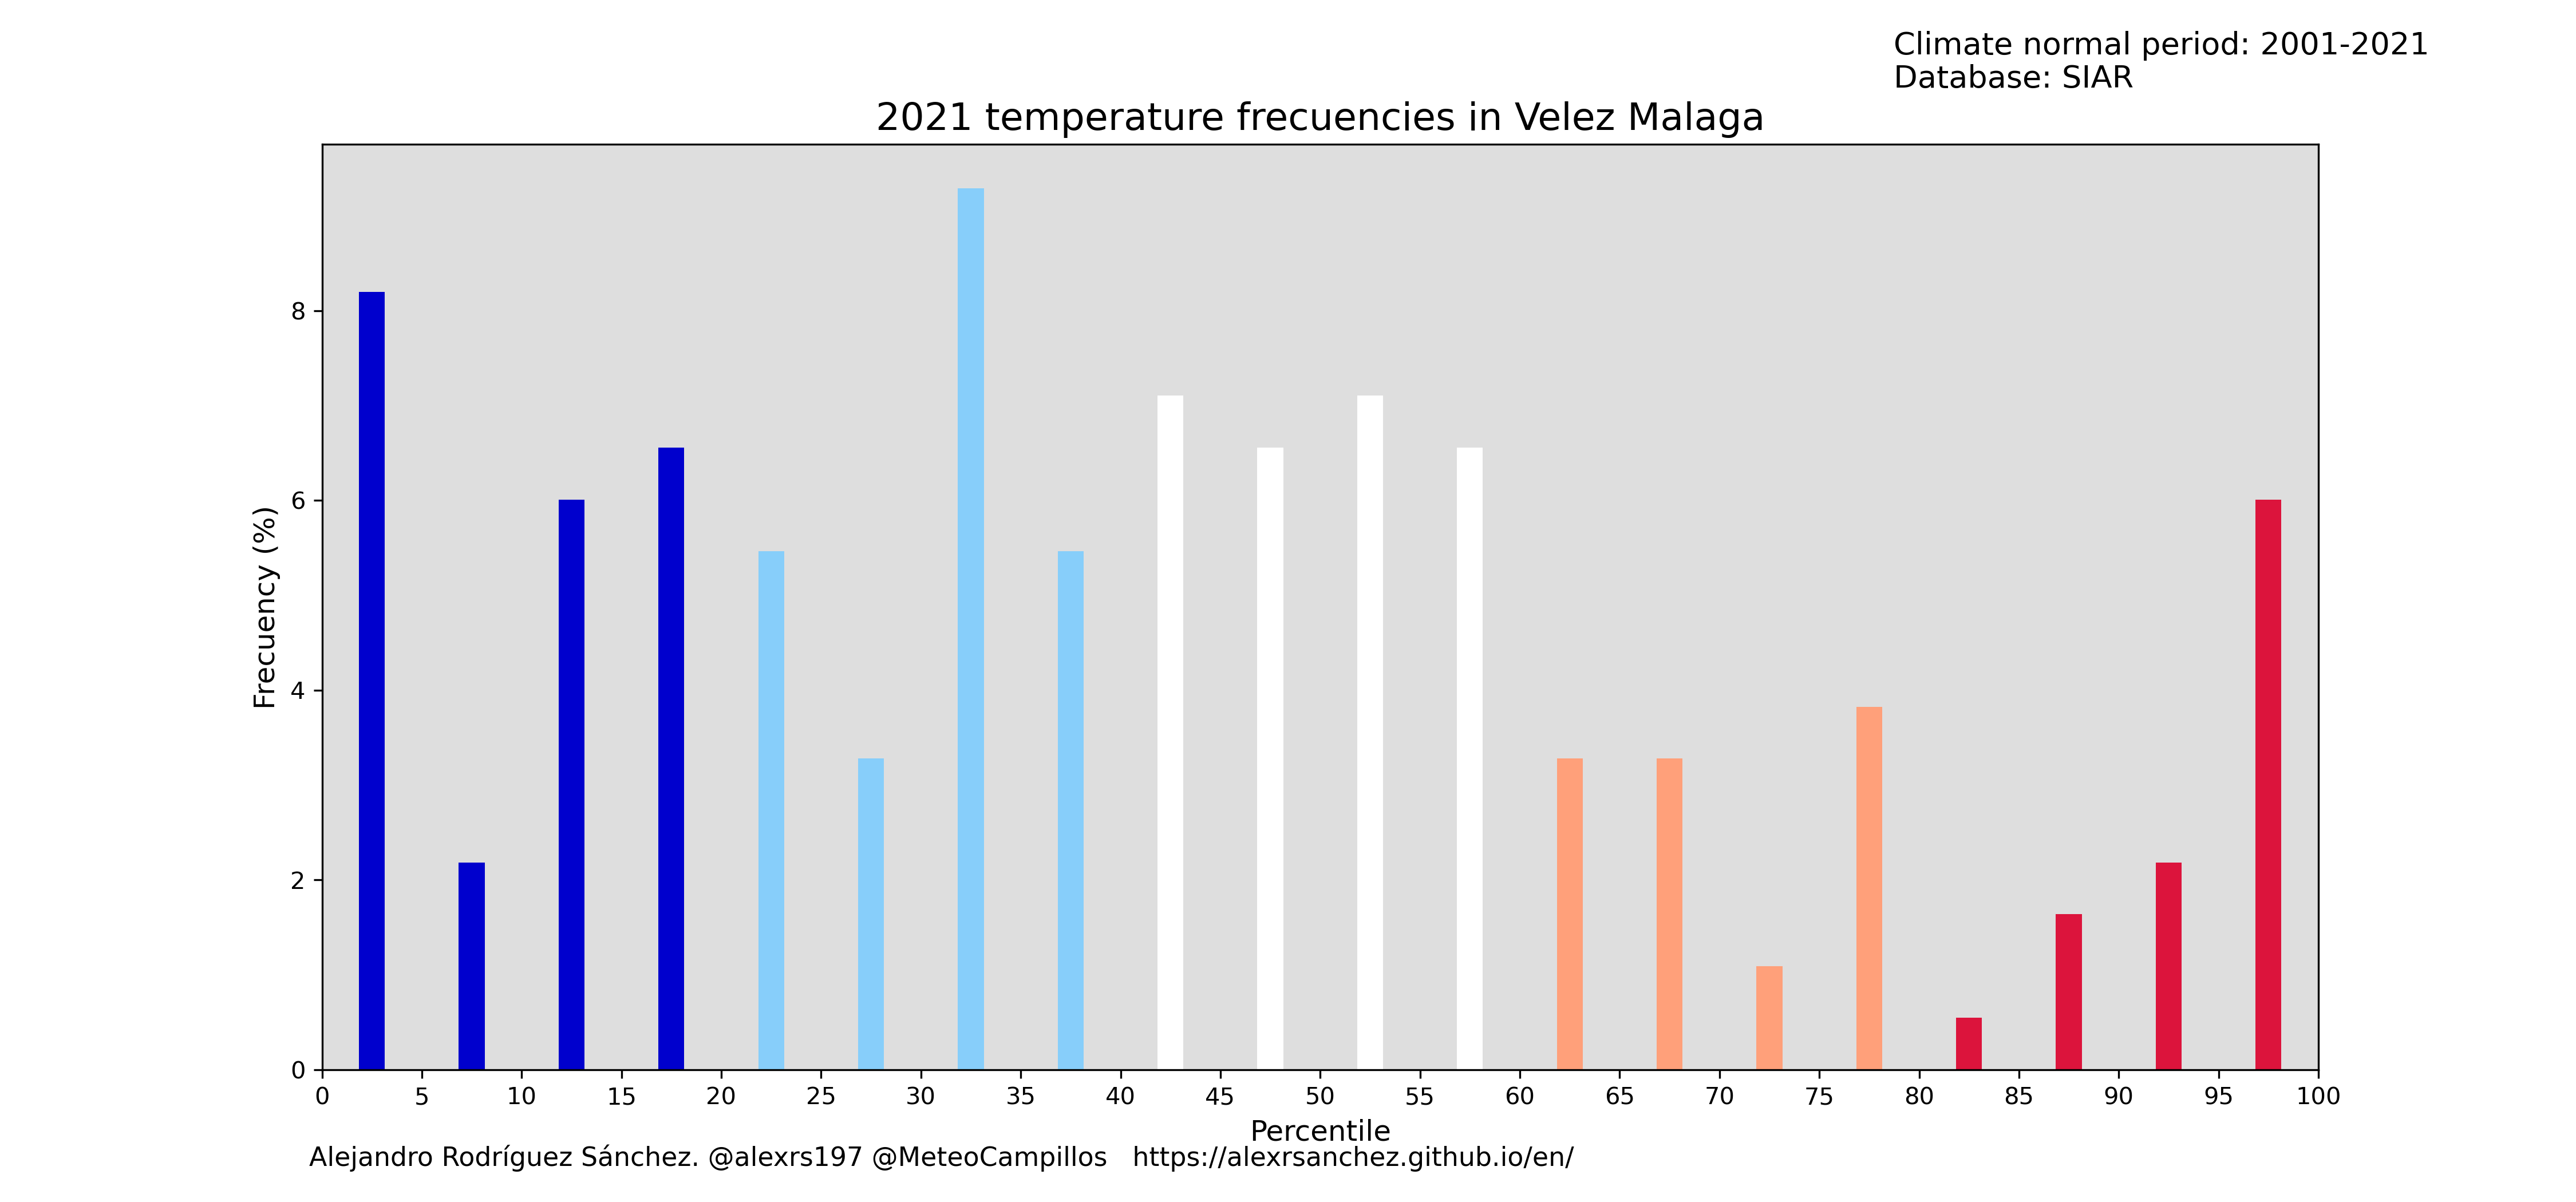 Climate normal period: 2001-2021
Database: SIAR
2021 temperature frecuencies in Velez Malaga
Frecuency (%)
8
6
4
2
0
0 5 10 15 20 25 30 35 40 45 50 55 60 65 70 75 80 85 90 95 100
Percentile
Alejandro Rodríguez Sánchez. @alexrs197 @MeteoCampillos https://alexrsanchez.github.io/en/